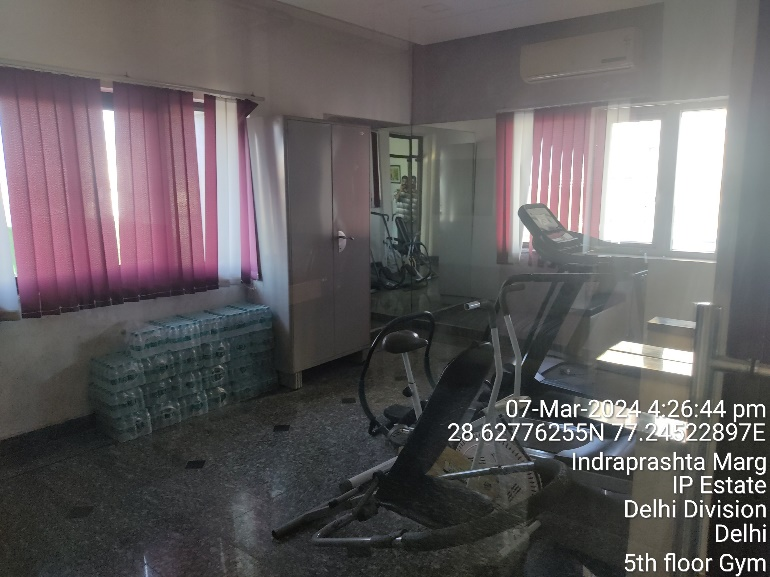 07-Mar-2024 4:26:44 pm
28.62776255N 77.24522897E
Indraprashta Marg
IP Estate
Delhi Division
Delhi
5th floor Gym